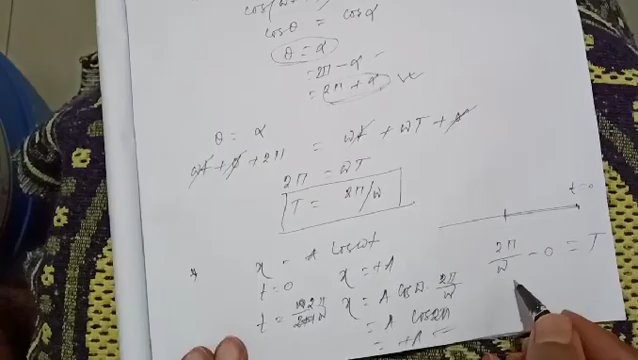 cos θ = cos α
θ = α
= 2π - α
= 2π + α
θ = α
ωt + φ + 2π = ωt + ωT + φ
2π = ωT
T = 2π/ω
t=0
x = A cos ωt
t = 0 x = +A
2π/ω - 0 = T
x = A cos ω. 2π/ω
= A cos 2π
= +A